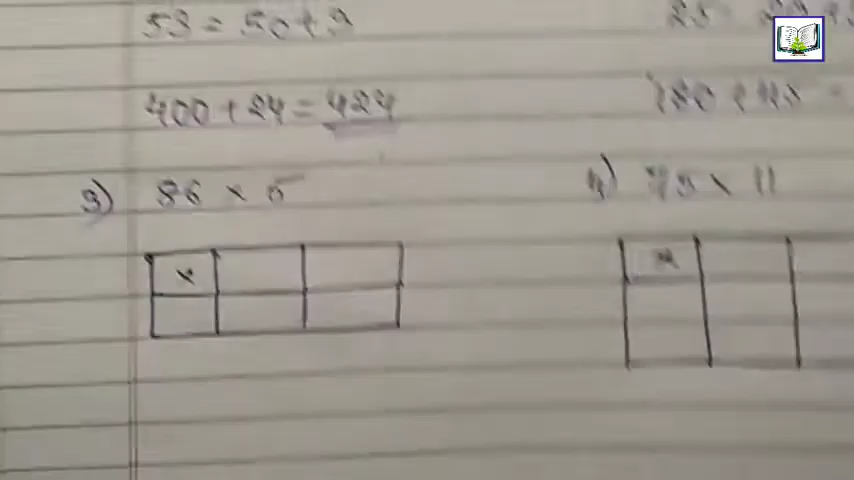 53 = 50+3
400 + 24 = 424
3) 86 × 5
4) 75 × 11
×
×